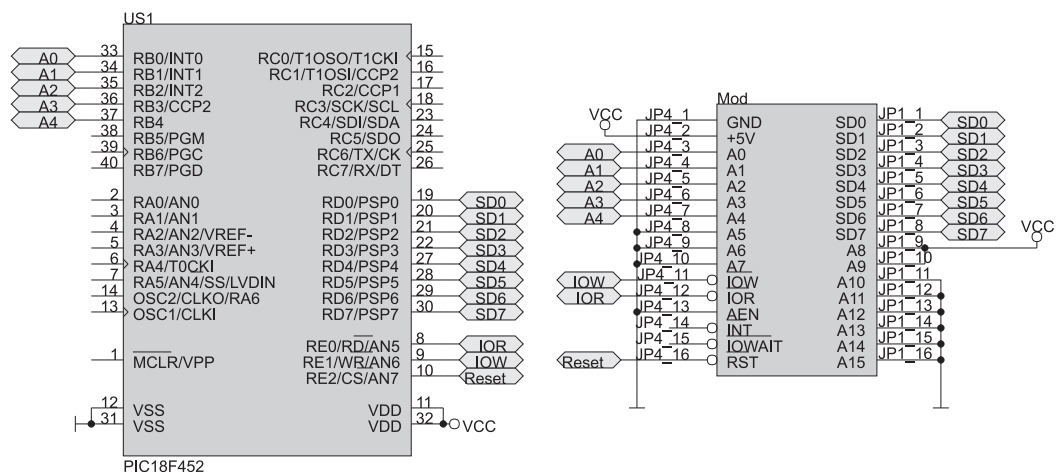 US1
A0 33 RB0/INT0 RC0/T1OSO/T1CKI 15
A1 34 RB1/INT1 RC1/T1OSI/CCP2 16
A2 35 RB2/INT2 RC2/CCP1 17
A3 36 RB3/CCP2 RC3/SCK/SCL 18
A4 37 RB4 RC4/SDI/SDA 23
38 RB5/PGM RC5/SDO 24
39 RB6/PGC RC6/TX/CK 25
40 RB7/PGD RC7/RX/DT 26
2 RA0/AN0 RD0/PSP0 19 SD0
3 RA1/AN1 RD1/PSP1 20 SD1
4 RA2/AN2/VREF- RD2/PSP2 21 SD2
5 RA3/AN3/VREF+ RD3/PSP3 22 SD3
6 RA4/T0CKI RD4/PSP4 27 SD4
7 RA5/AN4/SS/LVDIN RD5/PSP5 28 SD5
14 OSC2/CLKO/RA6 RD6/PSP6 29 SD6
13 OSC1/CLKI RD7/PSP7 30 SD7
RE0/RD/AN5 8 IOR
1 MCLR/VPP RE1/WR/AN6 9 IOW
RE2/CS/AN7 10 Reset
12 VSS VDD 11
31 VSS VDD 32 VCC
PIC18F452
Mod
JP4_1 GND SD0 JP1_1 SD0
VCC JP4_2 +5V SD1 JP1_2 SD1
A0 JP4_3 A0 SD2 JP1_3 SD2
A1 JP4_4 A1 SD3 JP1_4 SD3
A2 JP4_5 A2 SD4 JP1_5 SD4
A3 JP4_6 A3 SD5 JP1_6 SD5
A4 JP4_7 A4 SD6 JP1_7 SD6
JP4_8 A5 SD7 JP1_8 SD7
JP4_9 A6 A8 JP1_9 VCC
JP4_10 A7 A9 JP1_10
IOW JP4_11 IOW A10 JP1_11
IOR JP4_12 IOR A11 JP1_12
JP4_13 AEN A12 JP1_13
JP4_14 INT A13 JP1_14
JP4_15 IOWAIT A14 JP1_15
Reset JP4_16 RST A15 JP1_16